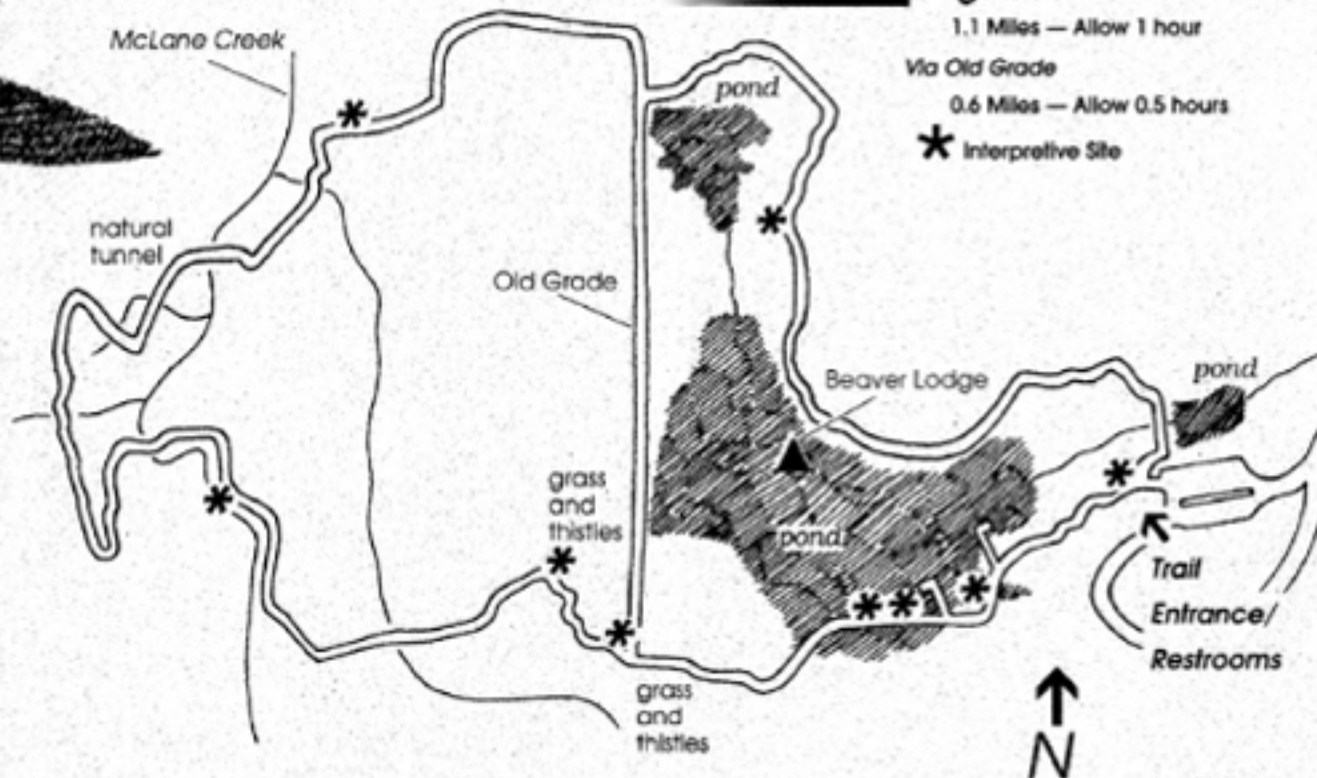 McLane Creek
1.1 Miles — Allow 1 hour
Via Old Grade
0.6 Miles — Allow 0.5 hours
* Interpretive Site
pond
natural
tunnel
Old Grade
Beaver Lodge
pond
grass
and
thistles
pond
Trail
Entrance/
Restrooms
grass
and
thistles
N